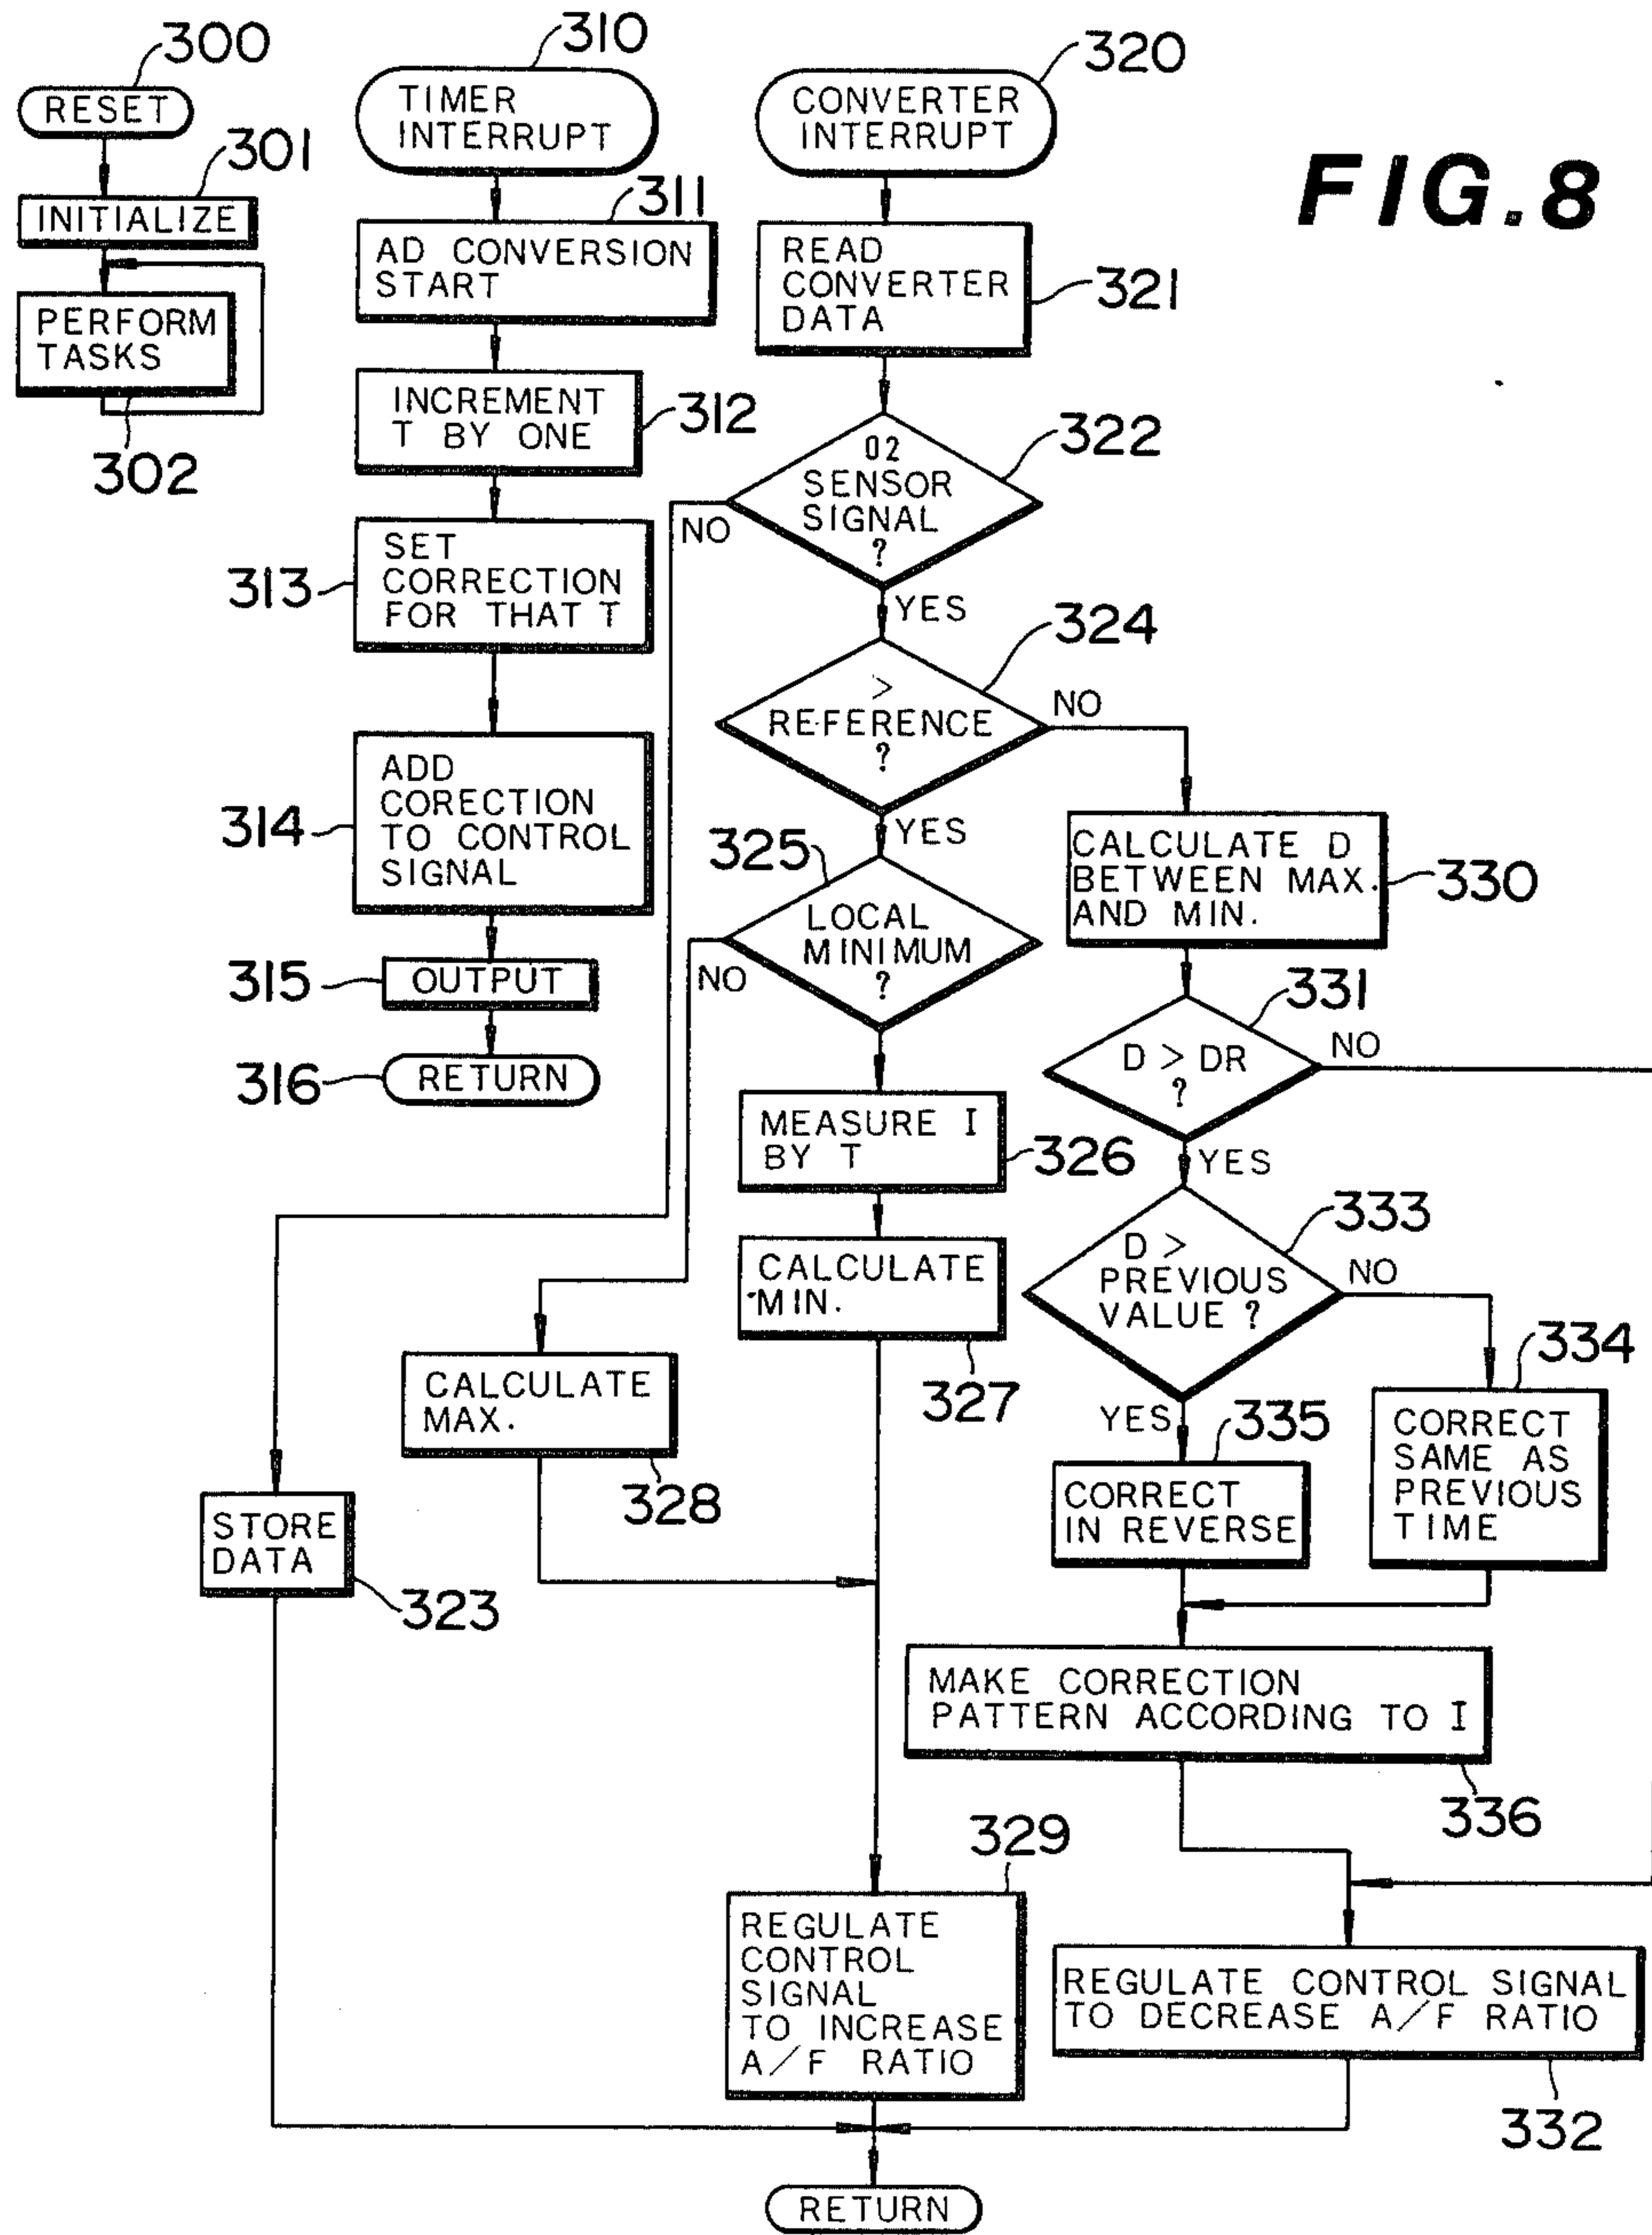 FIG.8
300
RESET
301
INITIALIZE
PERFORM
TASKS
302
310
TIMER
INTERRUPT
311
AD CONVERSION
START
INCREMENT
T BY ONE
312
SET
CORRECTION
FOR THAT T
313
ADD
CORECTION
TO CONTROL
SIGNAL
314
OUTPUT
315
RETURN
316
320
CONVERTER
INTERRUPT
READ
CONVERTER
DATA
321
02
SENSOR
SIGNAL
?
322
NO
YES
STORE
DATA
323
>
REFERENCE
?
324
NO
YES
325
LOCAL
MINIMUM
?
NO
MEASURE I
BY T
326
CALCULATE
MIN.
327
CALCULATE
MAX.
328
329
REGULATE
CONTROL
SIGNAL
TO INCREASE
A/F RATIO
CALCULATE D
BETWEEN MAX.
AND MIN.
330
331
D > DR
?
NO
YES
333
D >
PREVIOUS
VALUE ?
NO
YES
334
CORRECT
SAME AS
PREVIOUS
TIME
335
CORRECT
IN REVERSE
MAKE CORRECTION
PATTERN ACCORDING TO I
336
REGULATE CONTROL SIGNAL
TO DECREASE A/F RATIO
332
RETURN